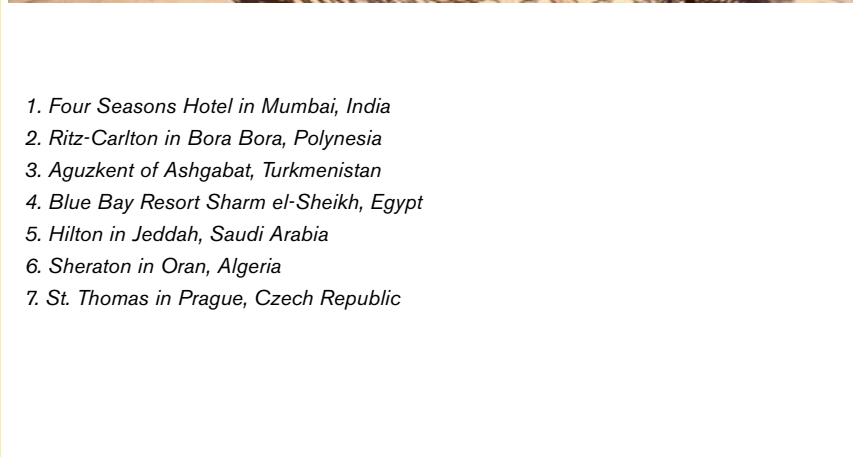 1. Four Seasons Hotel in Mumbai, India
2. Ritz-Carlton in Bora Bora, Polynesia
3. Aguzkent of Ashgabat, Turkmenistan
4. Blue Bay Resort Sharm el-Sheikh, Egypt
5. Hilton in Jeddah, Saudi Arabia
6. Sheraton in Oran, Algeria
7. St. Thomas in Prague, Czech Republic